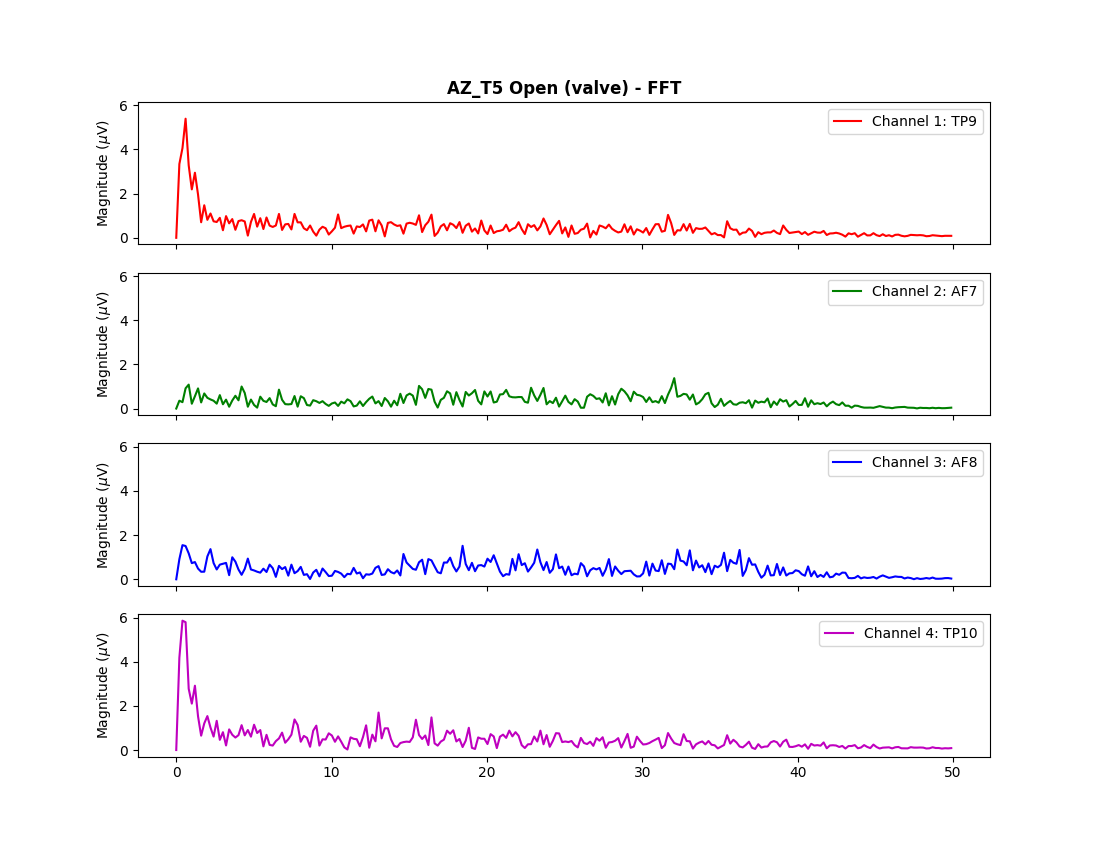 AZ_T5 Open (valve) - FFT
6
4
2
0
Magnitude (μV)
Channel 1: TP9
6
4
2
0
Magnitude (μV)
Channel 2: AF7
6
4
2
0
Magnitude (μV)
Channel 3: AF8
6
4
2
0
Magnitude (μV)
Channel 4: TP10
0 10 20 30 40 50